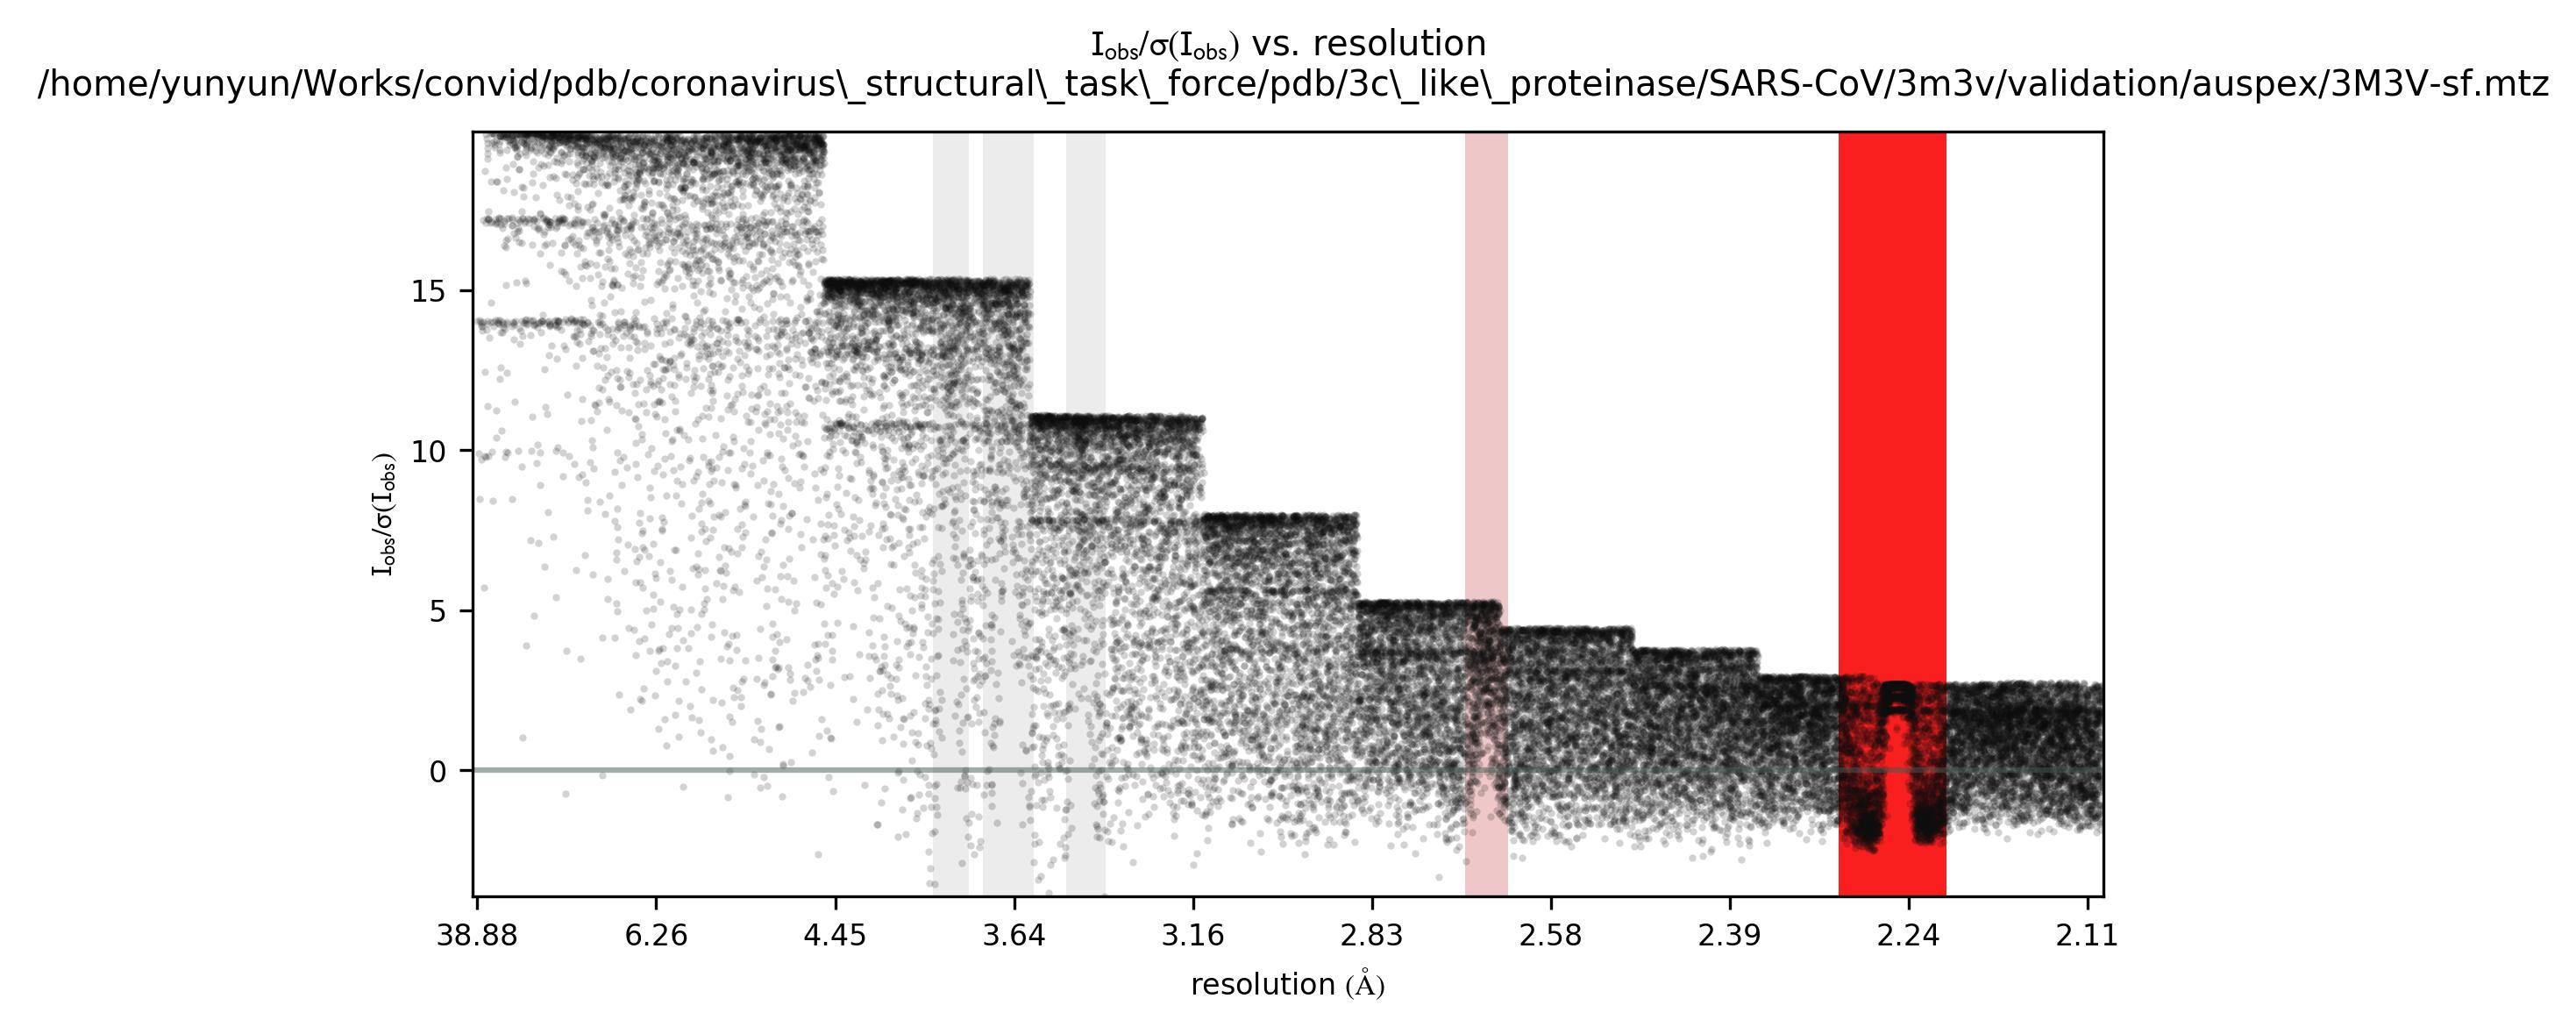 Iobs/σ(Iobs) vs. resolution
/home/yunyun/Works/convid/pdb/coronavirus\_structural\_task\_force/pdb/3c\_like\_proteinase/SARS-CoV/3m3v/validation/auspex/3M3V-sf.mtz
Iobs/σ(Iobs)
15
10
5
0
38.88 6.26 4.45 3.64 3.16 2.83 2.58 2.39 2.24 2.11
resolution (Å)